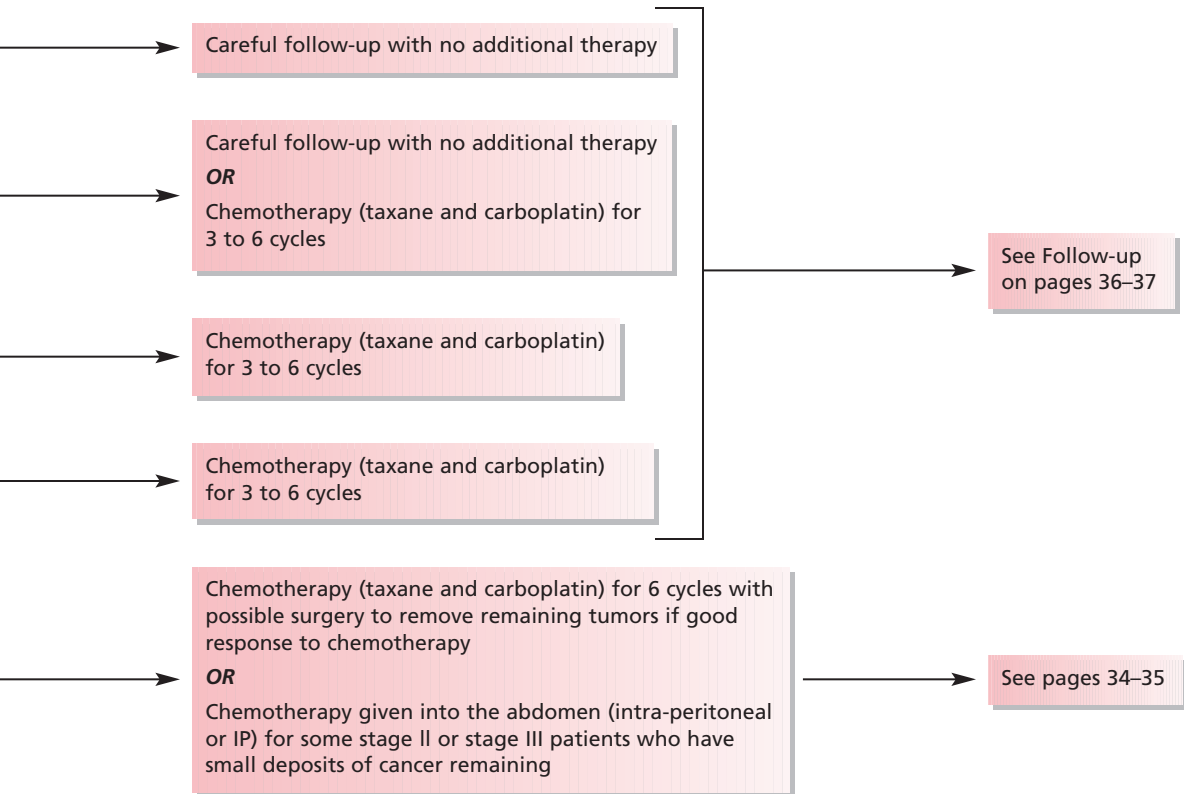 Careful follow-up with no additional therapy
Careful follow-up with no additional therapy
OR
Chemotherapy (taxane and carboplatin) for
3 to 6 cycles
See Follow-up
on pages 36–37
Chemotherapy (taxane and carboplatin)
for 3 to 6 cycles
Chemotherapy (taxane and carboplatin)
for 3 to 6 cycles
Chemotherapy (taxane and carboplatin) for 6 cycles with
possible surgery to remove remaining tumors if good
response to chemotherapy
OR
Chemotherapy given into the abdomen (intra-peritoneal
or IP) for some stage ll or stage III patients who have
small deposits of cancer remaining
See pages 34–35